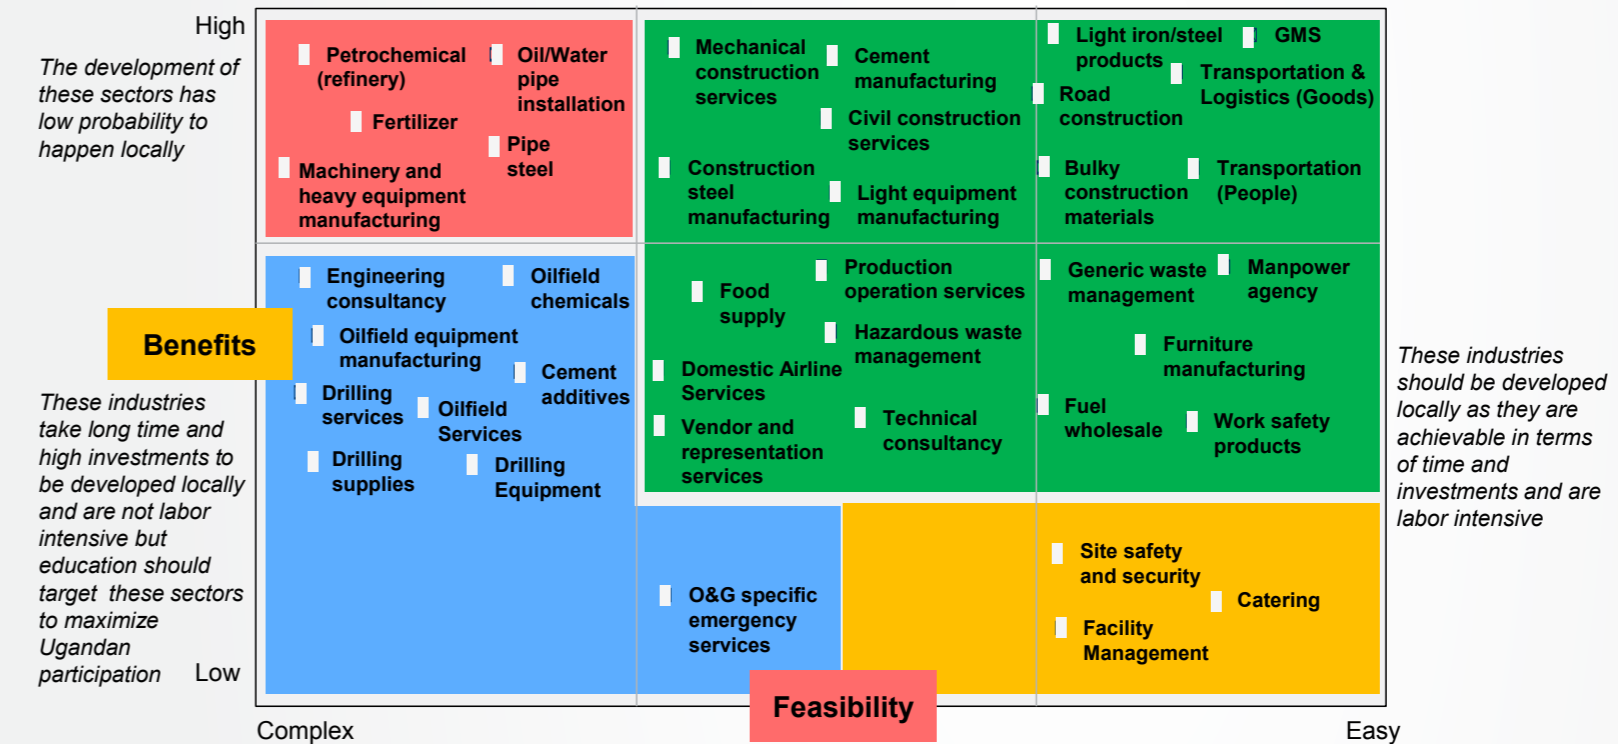 High
The development of
these sectors has
low probability to
happen locally
Petrochemical
(refinery)
Oil/Water
pipe
installation
Fertilizer
Pipe
steel
Machinery and
heavy equipment
manufacturing
Mechanical
construction
services
Cement
manufacturing
Civil construction
services
Construction
steel
manufacturing
Light equipment
manufacturing
Light iron/steel
products
GMS
Transportation &
Logistics (Goods)
Road
construction
Bulky
construction
materials
Transportation
(People)
Benefits
Engineering
consultancy
Oilfield
chemicals
Oilfield equipment
manufacturing
Cement
additives
Drilling
services
Oilfield
Services
Drilling
supplies
Drilling
Equipment
Production
operation services
Food
supply
Hazardous waste
management
Domestic Airline
Services
Technical
consultancy
Vendor and
representation
services
Generic waste
management
Manpower
agency
Furniture
manufacturing
Fuel
wholesale
Work safety
products
These industries
should be developed
locally as they are
achievable in terms
of time and
investments and are
labor intensive
These industries
take long time and
high investments to
be developed locally
and are not labor
intensive but
education should
target these sectors
to maximize
Ugandan
participation
Low
O&G specific
emergency
services
Site safety
and security
Catering
Facility
Management
Feasibility
Complex
Easy